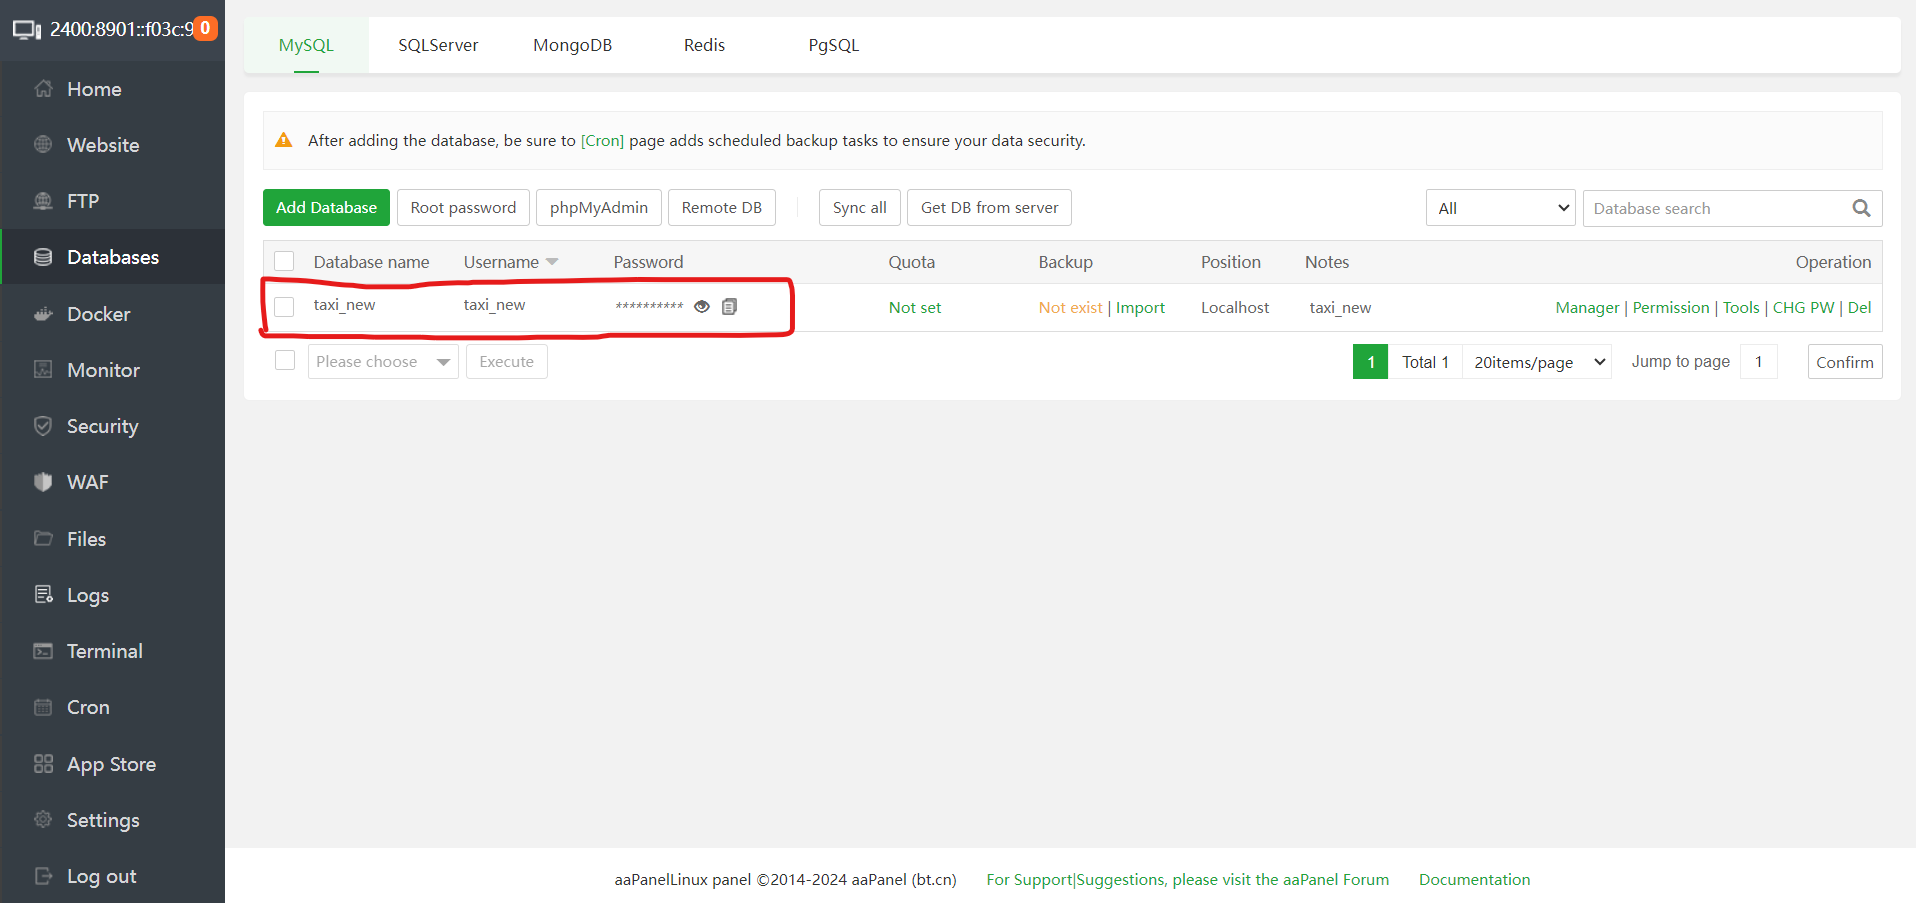 2400:8901::f03c:9 0
Home
Website
FTP
Databases
Docker
Monitor
Security
WAF
Files
Logs
Terminal
Cron
App Store
Settings
Log out
MySQL SQLServer MongoDB Redis PgSQL
After adding the database, be sure to [Cron] page adds scheduled backup tasks to ensure your data security.
Add Database Root password phpMyAdmin Remote DB Sync all Get DB from server All Database search
Database name Username Password Quota Backup Position Notes Operation
taxi_new taxi_new ********** Not set Not exist | Import Localhost taxi_new Manager | Permission | Tools | CHG PW | Del
Please choose Execute 1 Total 1 20items/page Jump to page 1 Confirm
aaPanelLinux panel ©2014-2024 aaPanel (bt.cn) For Support|Suggestions, please visit the aaPanel Forum Documentation